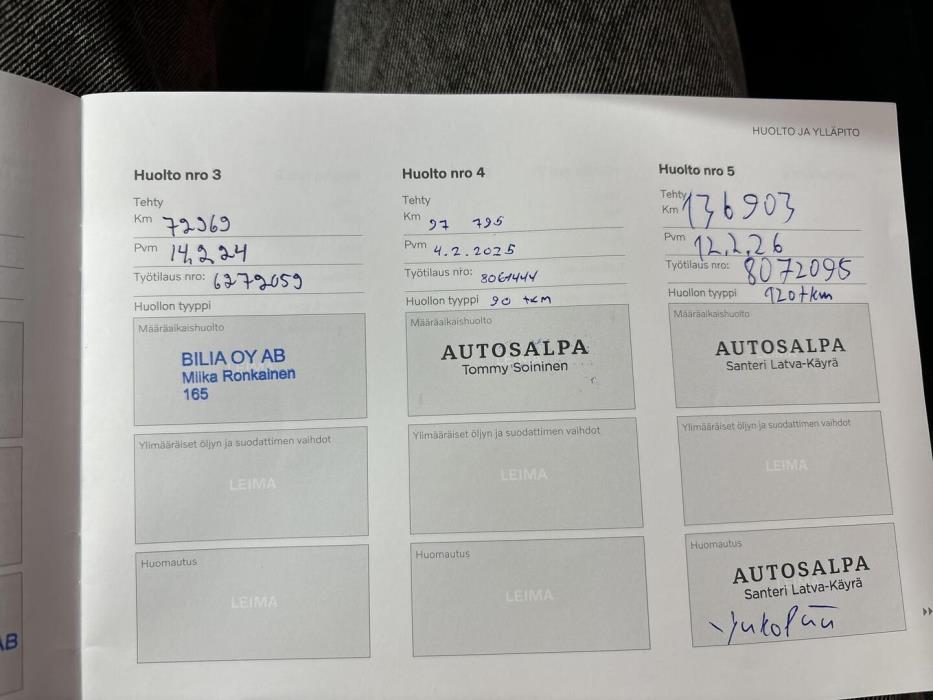 HUOLTO JA YLLÄPITO
Huolto nro 3
Tehty
Km 72969
Pvm 14.2.24
Työtilaus nro: 6272059
Huollon tyyppi
Määräaikaishuolto
BILIA OY AB
Miika Ronkainen
165
Ylimääräiset öljyn ja suodattimen vaihdot
LEIMA
Huomautus
LEIMA
Huolto nro 4
Tehty
Km 97 795
Pvm 4.2.2025
Työtilaus nro: 8061444
Huollon tyyppi 90 tkm
Määräaikaishuolto
AUTOSALPA
Tommy Soininen
Ylimääräiset öljyn ja suodattimen vaihdot
LEIMA
Huomautus
LEIMA
Huolto nro 5
Tehty
Km 136903
Pvm 12.2.26
Työtilaus nro: 8072095
Huollon tyyppi 120tkm
Määräaikaishuolto
AUTOSALPA
Santeri Latva-Käyrä
Ylimääräiset öljyn ja suodattimen vaihdot
LEIMA
Huomautus
AUTOSALPA
Santeri Latva-Käyrä
AB